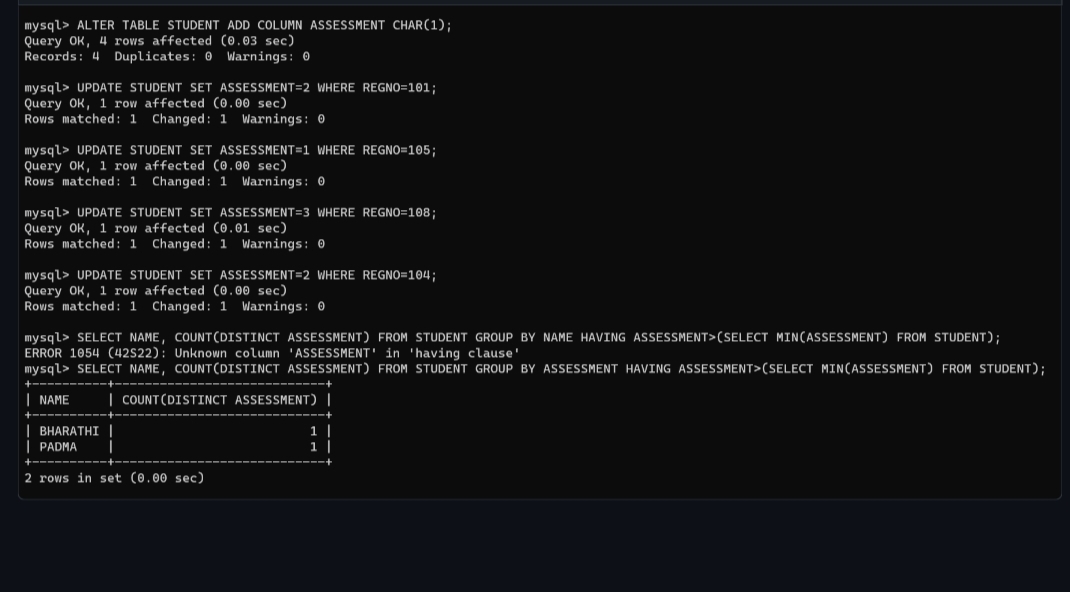 mysql> ALTER TABLE STUDENT ADD COLUMN ASSESSMENT CHAR(1);
Query OK, 4 rows affected (0.03 sec)
Records: 4  Duplicates: 0  Warnings: 0
mysql> UPDATE STUDENT SET ASSESSMENT=2 WHERE REGNO=101;
Query OK, 1 row affected (0.00 sec)
Rows matched: 1  Changed: 1  Warnings: 0
mysql> UPDATE STUDENT SET ASSESSMENT=1 WHERE REGNO=105;
Query OK, 1 row affected (0.00 sec)
Rows matched: 1  Changed: 1  Warnings: 0
mysql> UPDATE STUDENT SET ASSESSMENT=3 WHERE REGNO=108;
Query OK, 1 row affected (0.01 sec)
Rows matched: 1  Changed: 1  Warnings: 0
mysql> UPDATE STUDENT SET ASSESSMENT=2 WHERE REGNO=104;
Query OK, 1 row affected (0.00 sec)
Rows matched: 1  Changed: 1  Warnings: 0
mysql> SELECT NAME, COUNT(DISTINCT ASSESSMENT) FROM STUDENT GROUP BY NAME HAVING ASSESSMENT>(SELECT MIN(ASSESSMENT) FROM STUDENT);
ERROR 1054 (42S22): Unknown column 'ASSESSMENT' in 'having clause'
mysql> SELECT NAME, COUNT(DISTINCT ASSESSMENT) FROM STUDENT GROUP BY ASSESSMENT HAVING ASSESSMENT>(SELECT MIN(ASSESSMENT) FROM STUDENT);
+----------+----------------------------+
| NAME     | COUNT(DISTINCT ASSESSMENT) |
+----------+----------------------------+
| BHARATHI |                          1 |
| PADMA    |                          1 |
+----------+----------------------------+
2 rows in set (0.00 sec)